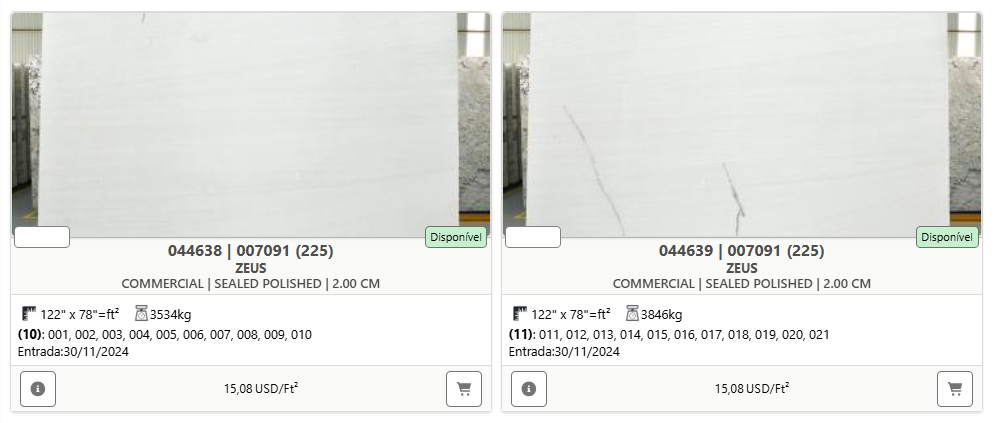 Disponível
044638 | 007091 (225)
ZEUS
COMMERCIAL | SEALED POLISHED | 2.00 CM
122" x 78"=ft² 3534kg
(10): 001, 002, 003, 004, 005, 006, 007, 008, 009, 010
Entrada:30/11/2024
15,08 USD/Ft²
Disponível
044639 | 007091 (225)
ZEUS
COMMERCIAL | SEALED POLISHED | 2.00 CM
122" x 78"=ft² 3846kg
(11): 011, 012, 013, 014, 015, 016, 017, 018, 019, 020, 021
Entrada:30/11/2024
15,08 USD/Ft²